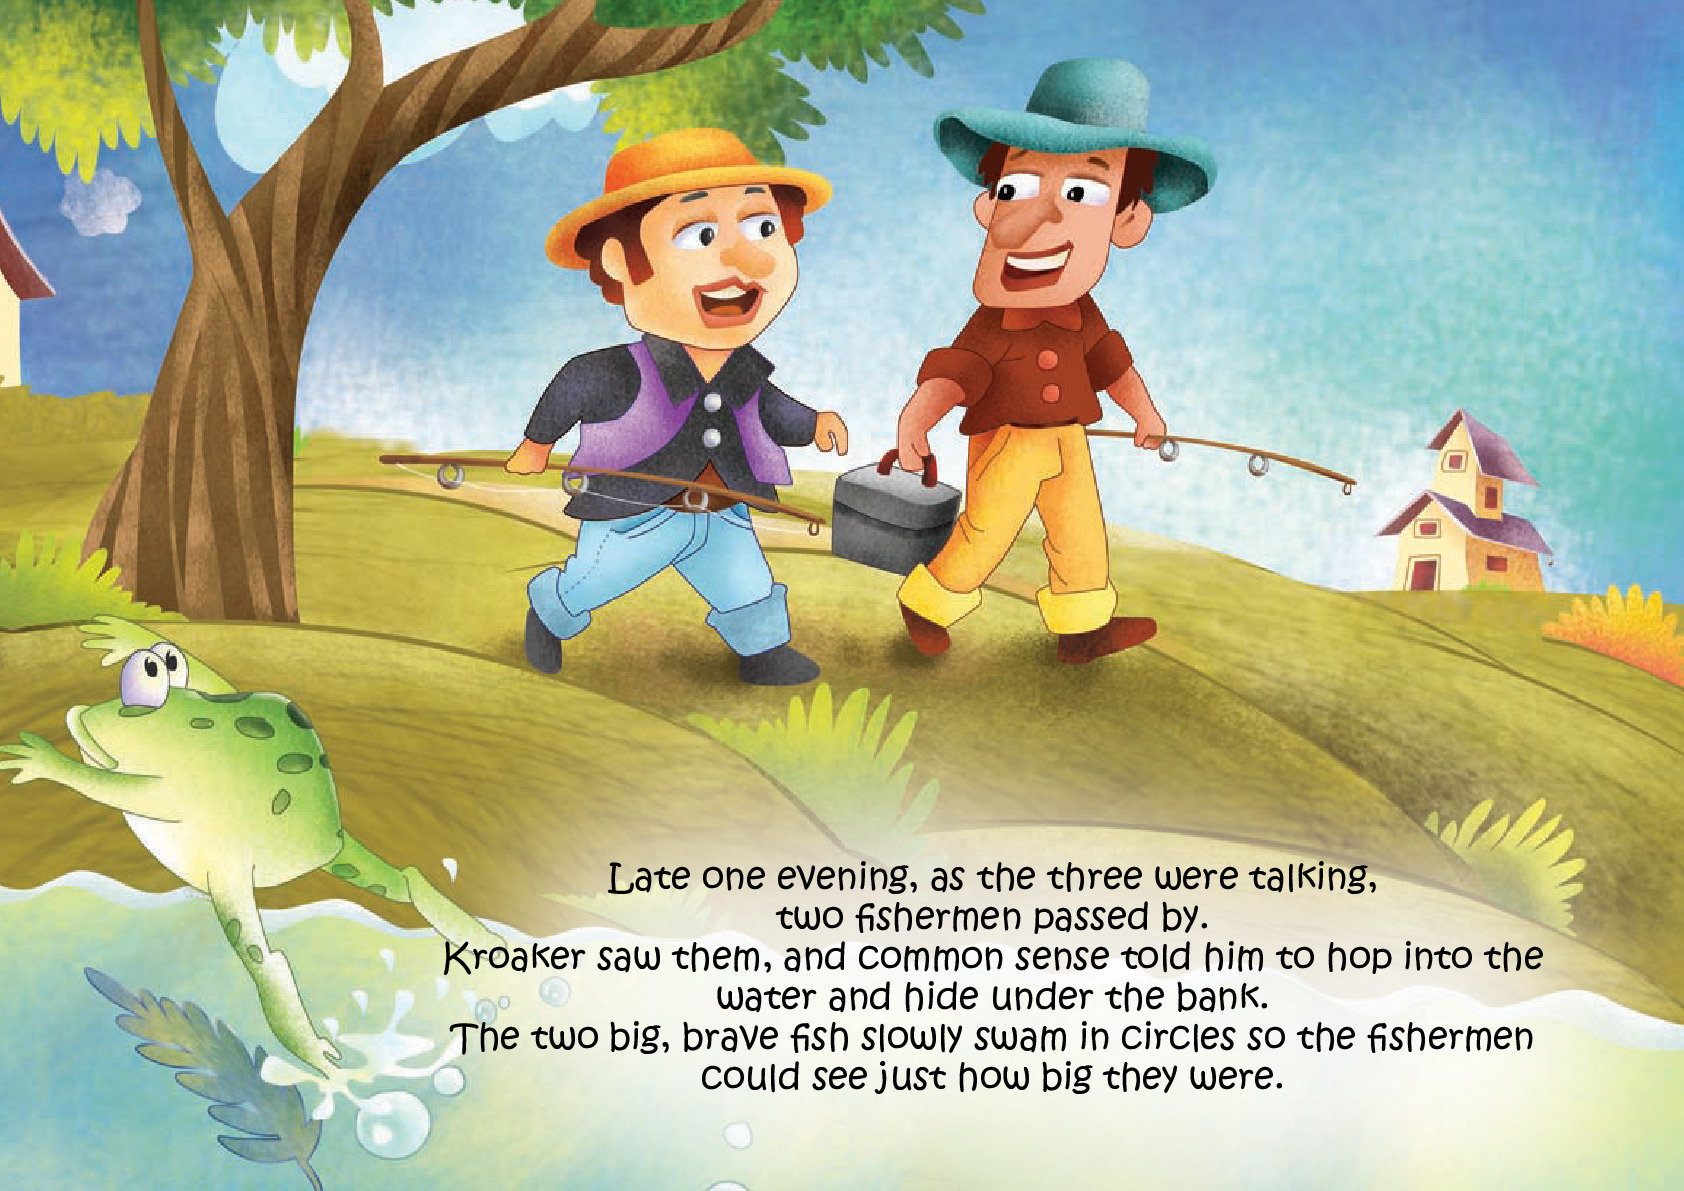 Late one evening, as the three were talking,
two fishermen passed by.
Kroaker saw them, and common sense told him to hop into the
water and hide under the bank.
The two big, brave fish slowly swam in circles so the fishermen
could see just how big they were.